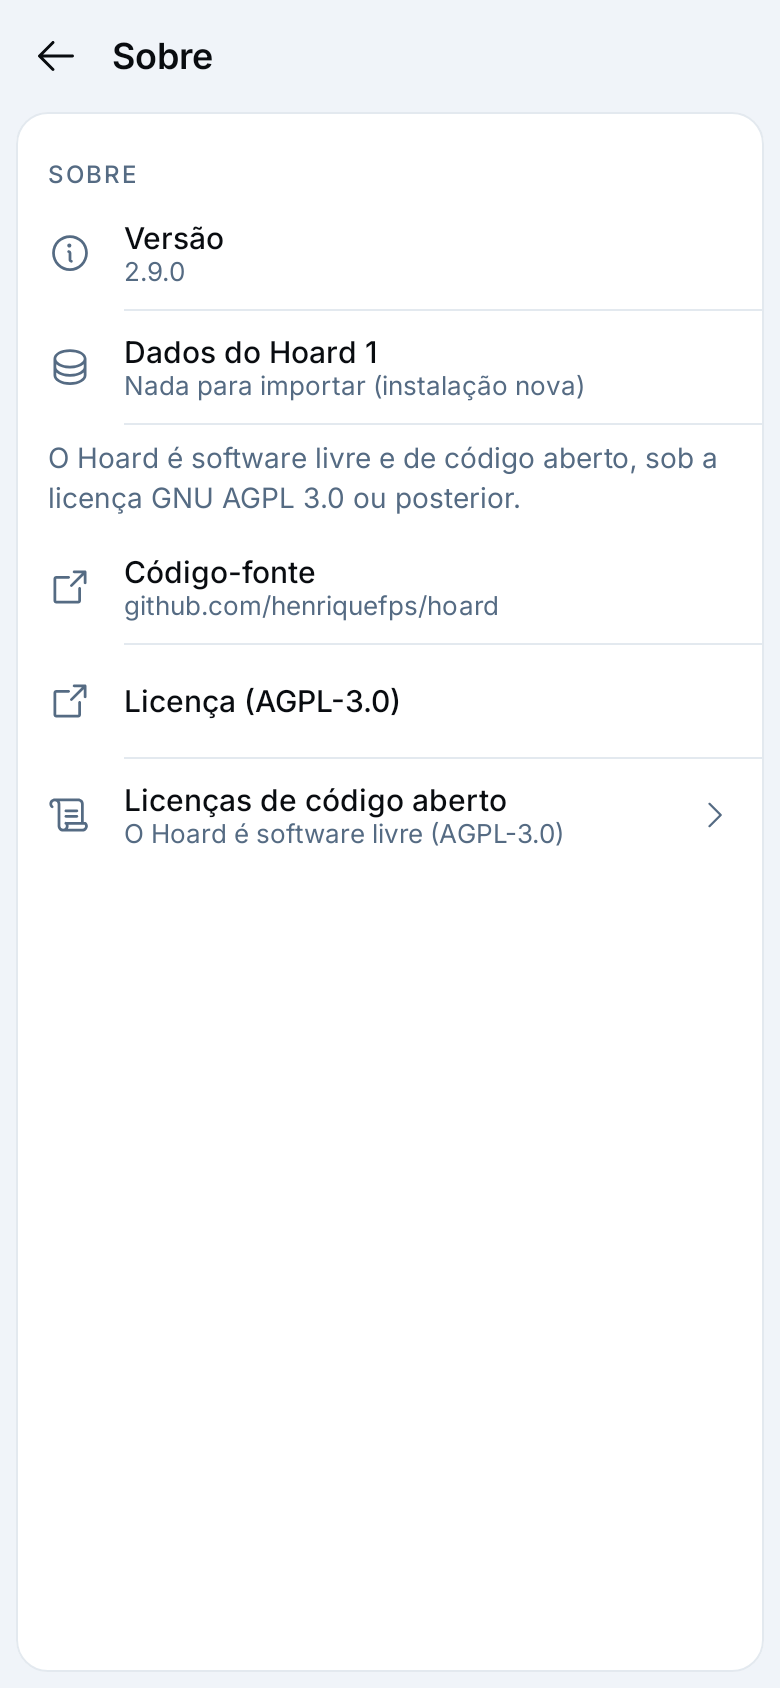 Sobre
SOBRE
Versão
2.9.0
Dados do Hoard 1
Nada para importar (instalação nova)
O Hoard é software livre e de código aberto, sob a
licença GNU AGPL 3.0 ou posterior.
Código-fonte
github.com/henriquefps/hoard
Licença (AGPL-3.0)
Licenças de código aberto
O Hoard é software livre (AGPL-3.0)